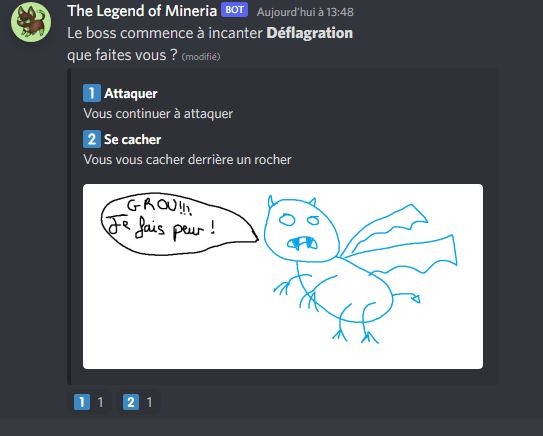 The Legend of Mineria BOT Aujourd'hui à 13:48
Le boss commence à incanter Déflagration
que faites vous ? (modifié)
1 Attaquer
Vous continuer à attaquer
2 Se cacher
Vous vous cacher derrière un rocher
GROU!!!
Je fais peur !
1 1 2 1